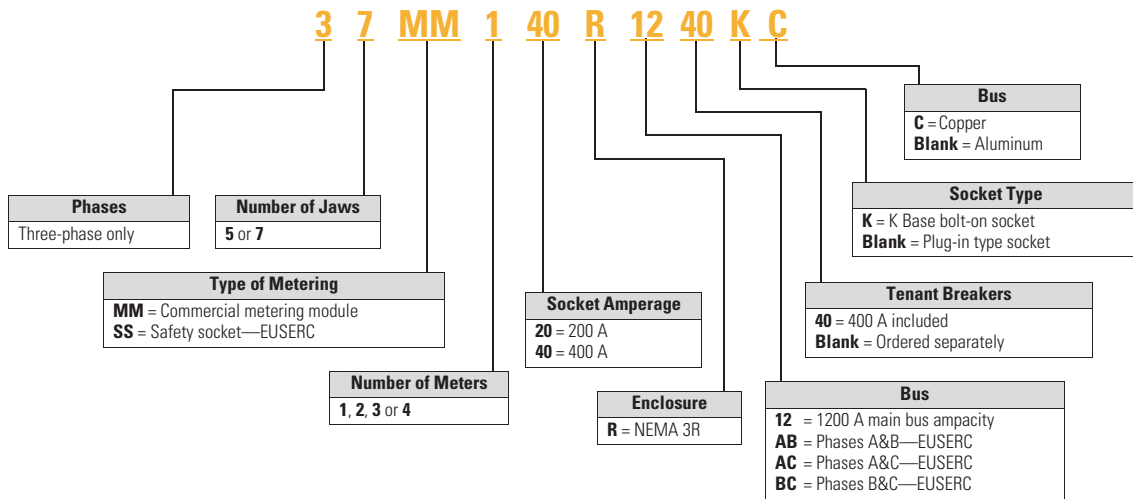 3 7 MM 1 40 R 12 40 K C
Bus
C = Copper
Blank = Aluminum
Phases
Three-phase only
Number of Jaws
5 or 7
Socket Type
K = K Base bolt-on socket
Blank = Plug-in type socket
Type of Metering
MM = Commercial metering module
SS = Safety socket—EUSERC
Socket Amperage
20 = 200 A
40 = 400 A
Tenant Breakers
40 = 400 A included
Blank = Ordered separately
Number of Meters
1, 2, 3 or 4
Enclosure
R = NEMA 3R
Bus
12 = 1200 A main bus ampacity
AB = Phases A&B—EUSERC
AC = Phases A&C—EUSERC
BC = Phases B&C—EUSERC